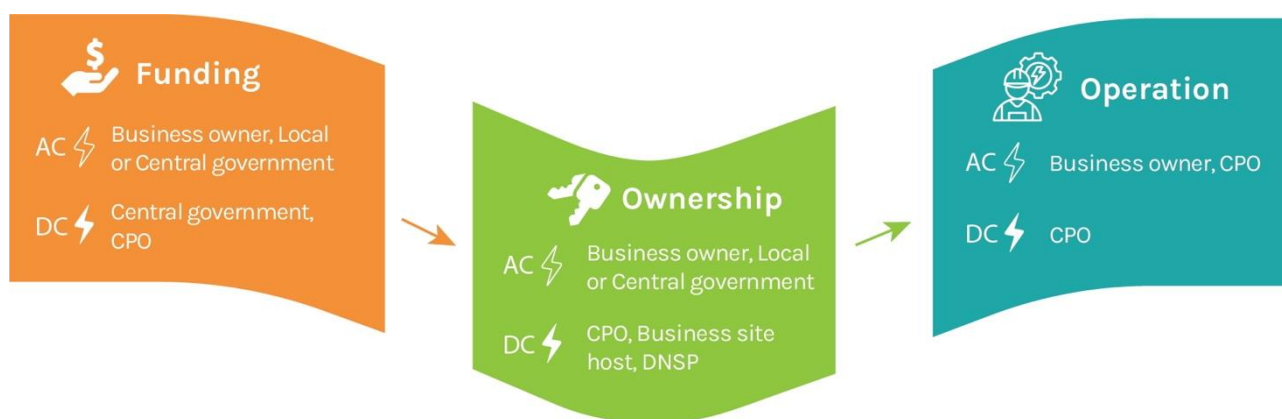 Funding
AC
Business owner, Local
or Central government
DC
Central government,
CPO
Ownership
AC
Business owner, Local
or Central government
DC
CPO, Business site
host, DNSP
Operation
AC
Business owner, CPO
DC
CPO